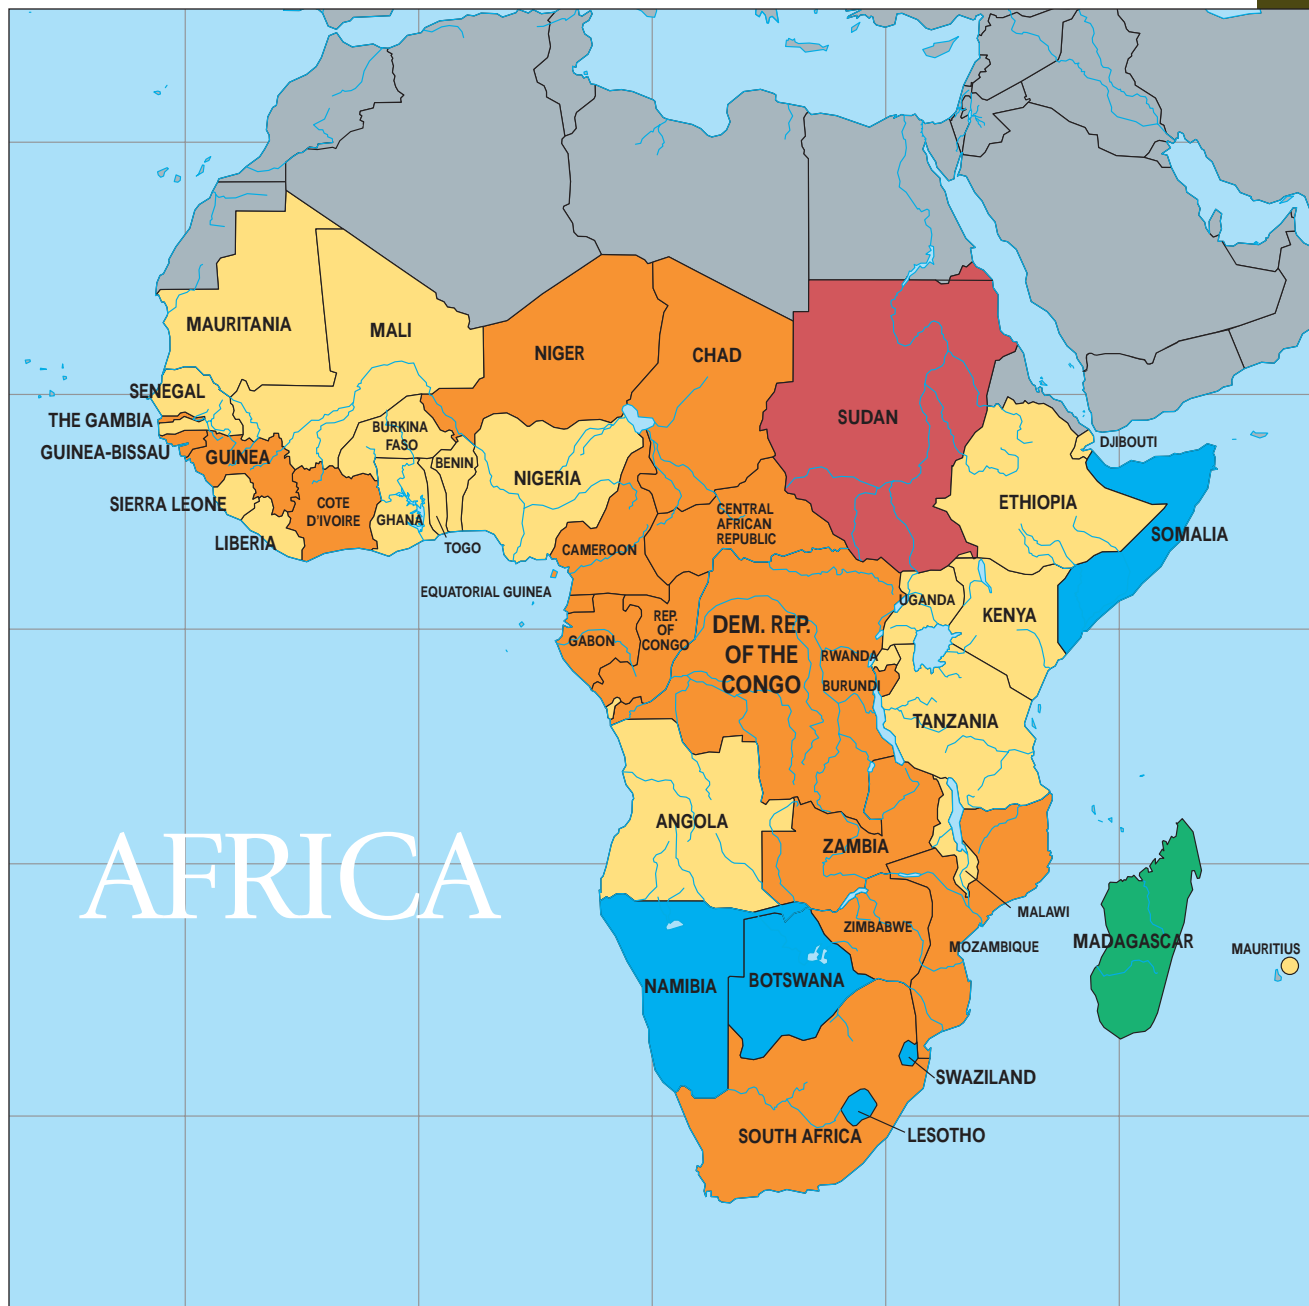 MAURITANIA
MALI
NIGER
CHAD
SUDAN
SENEGAL
THE GAMBIA
GUINEA-BISSAU
GUINEA
SIERRA LEONE
LIBERIA
COTE
D'IVOIRE
BURKINA
FASO
GHANA
BENIN
TOGO
NIGERIA
CAMEROON
CENTRAL
AFRICAN
REPUBLIC
DJIBOUTI
ETHIOPIA
SOMALIA
EQUATORIAL GUINEA
GABON
REP.
OF
CONGO
DEM. REP.
OF THE
CONGO
UGANDA
KENYA
RWANDA
BURUNDI
TANZANIA
ANGOLA
ZAMBIA
MALAWI
AFRICA
ZIMBABWE
MOZAMBIQUE
MADAGASCAR
MAURITIUS
NAMIBIA
BOTSWANA
SWAZILAND
SOUTH AFRICA
LESOTHO